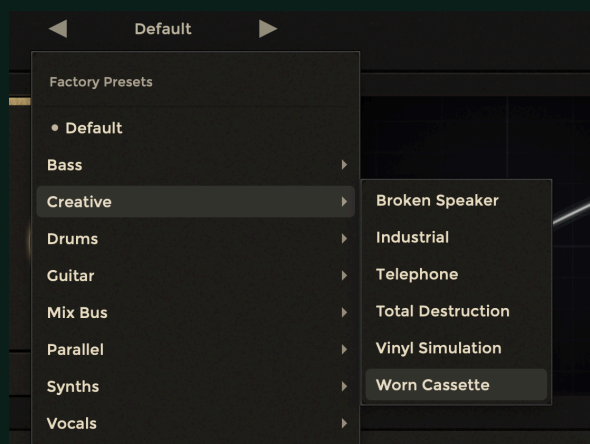 Default
Factory Presets
Default
Bass
Creative
Drums
Guitar
Mix Bus
Parallel
Synths
Vocals
Broken Speaker
Industrial
Telephone
Total Destruction
Vinyl Simulation
Worn Cassette